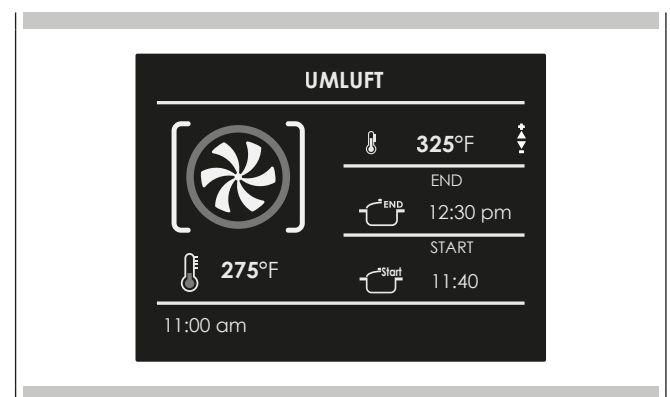 UMLUFT
325°F
END
END 12:30 pm
START
Start 11:40
275°F
11:00 am